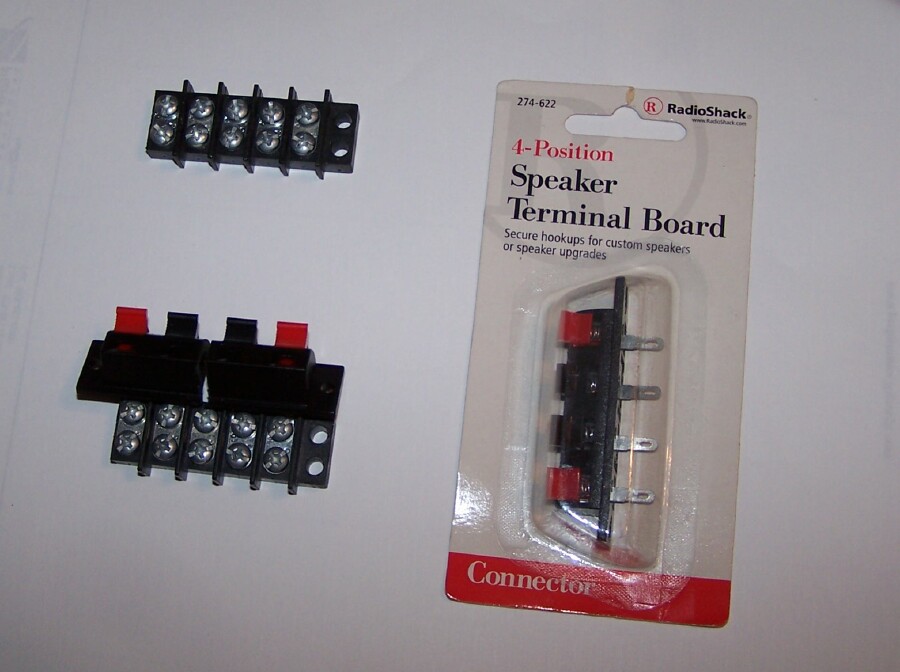 274-622
R RadioShack®
www.RadioShack.com
4-Position
Speaker
Terminal Board
Secure hookups for custom speakers
or speaker upgrades
Connector